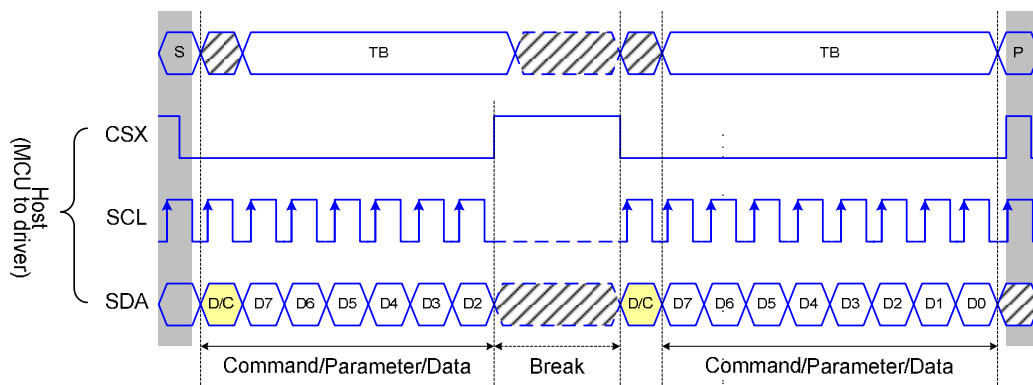 S TB TB P
CSX
Host
(MCU to driver)
SCL
SDA D/C D7 D6 D5 D4 D3 D2 D/C D7 D6 D5 D4 D3 D2 D1 D0
Command/Parameter/Data Break Command/Parameter/Data